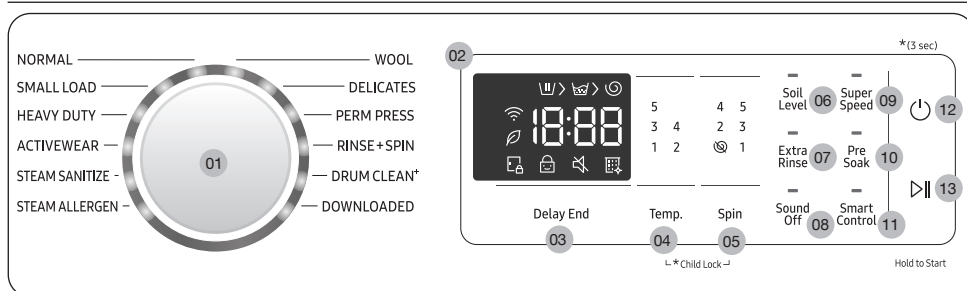 NORMAL
SMALL LOAD
HEAVY DUTY
ACTIVEWEAR
STEAM SANITIZE
STEAM ALLERGEN
01
WOOL
DELICATES
PERM PRESS
RINSE+SPIN
DRUM CLEAN+
DOWNLOADED
02
18:88
Delay End
03
5
3 4
1 2
Temp.
04
4 5
2 3
1
Spin
05
*Child Lock
Soil
Level
06
Super
Speed
09
Extra
Rinse
07
Pre
Soak
10
Sound
Off
08
Smart
Control
11
*(3 sec)
12
13
Hold to Start